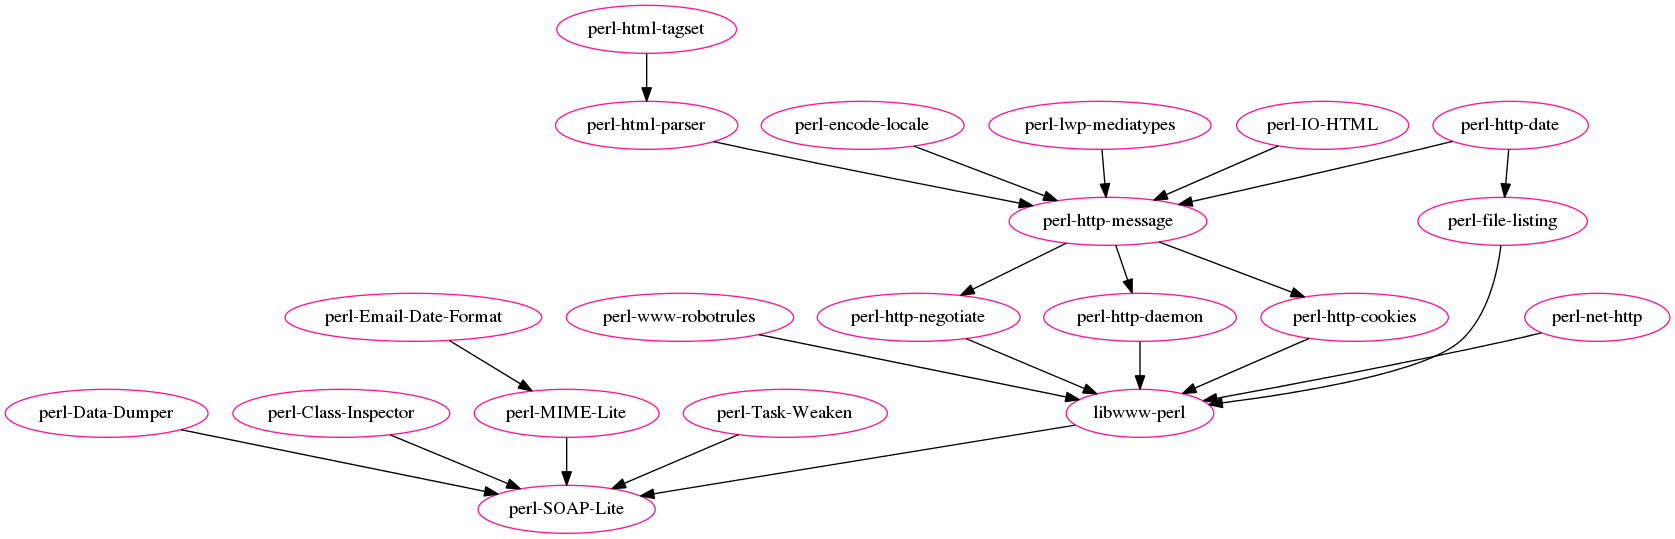 perl-html-tagset
perl-html-parser
perl-encode-locale
perl-lwp-mediatypes
perl-IO-HTML
perl-http-date
perl-http-message
perl-file-listing
perl-Email-Date-Format
perl-www-robotrules
perl-http-negotiate
perl-http-daemon
perl-http-cookies
perl-net-http
perl-Data-Dumper
perl-Class-Inspector
perl-MIME-Lite
perl-Task-Weaken
libwww-perl
perl-SOAP-Lite